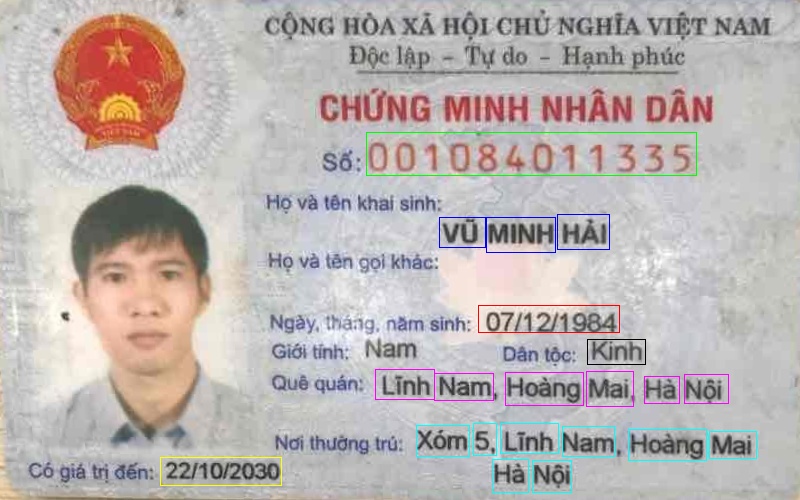 CỘNG HÒA XÃ HỘI CHỦ NGHĨA VIỆT NAM
Độc lập - Tự do - Hạnh phúc
CHỨNG MINH NHÂN DÂN
Số: 001084011335
Họ và tên khai sinh:
VŨ MINH HẢI
Họ và tên gọi khác:
Ngày, tháng, năm sinh: 07/12/1984
Giới tính: Nam Dân tộc: Kinh
Quê quán: Lĩnh Nam, Hoàng Mai, Hà Nội
Nơi thường trú: Xóm 5, Lĩnh Nam, Hoàng Mai
Hà Nội
Có giá trị đến: 22/10/2030